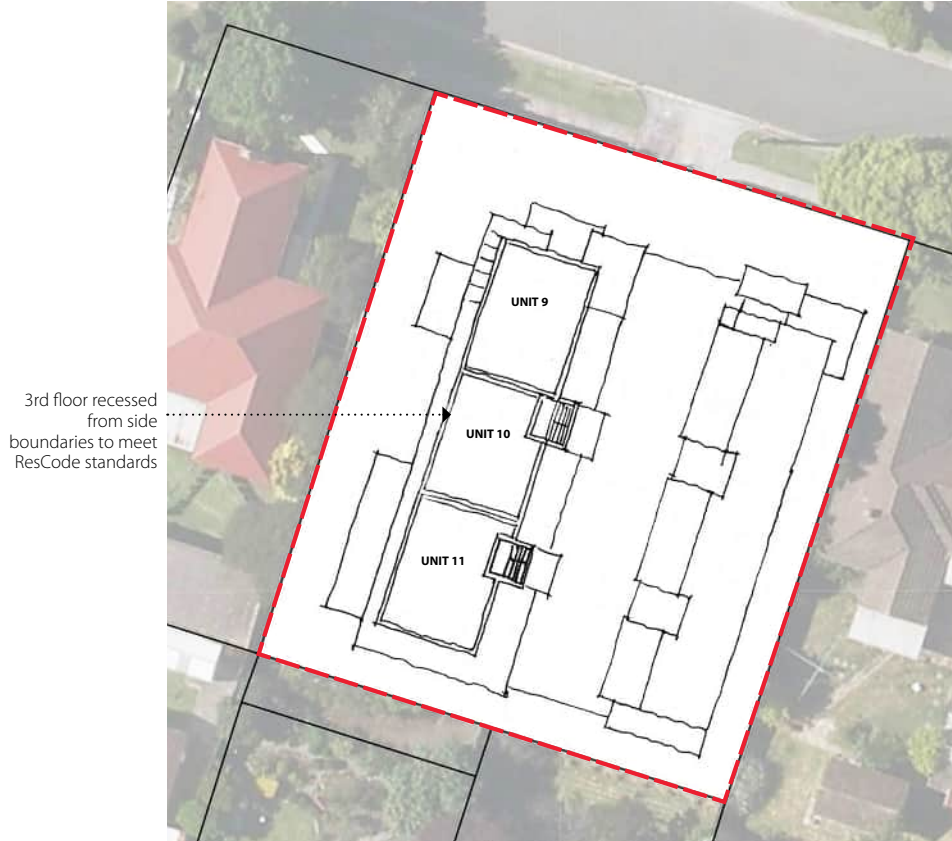 UNIT 9
3rd floor recessed
from side
boundaries to meet
ResCode standards
UNIT 10
UNIT 11